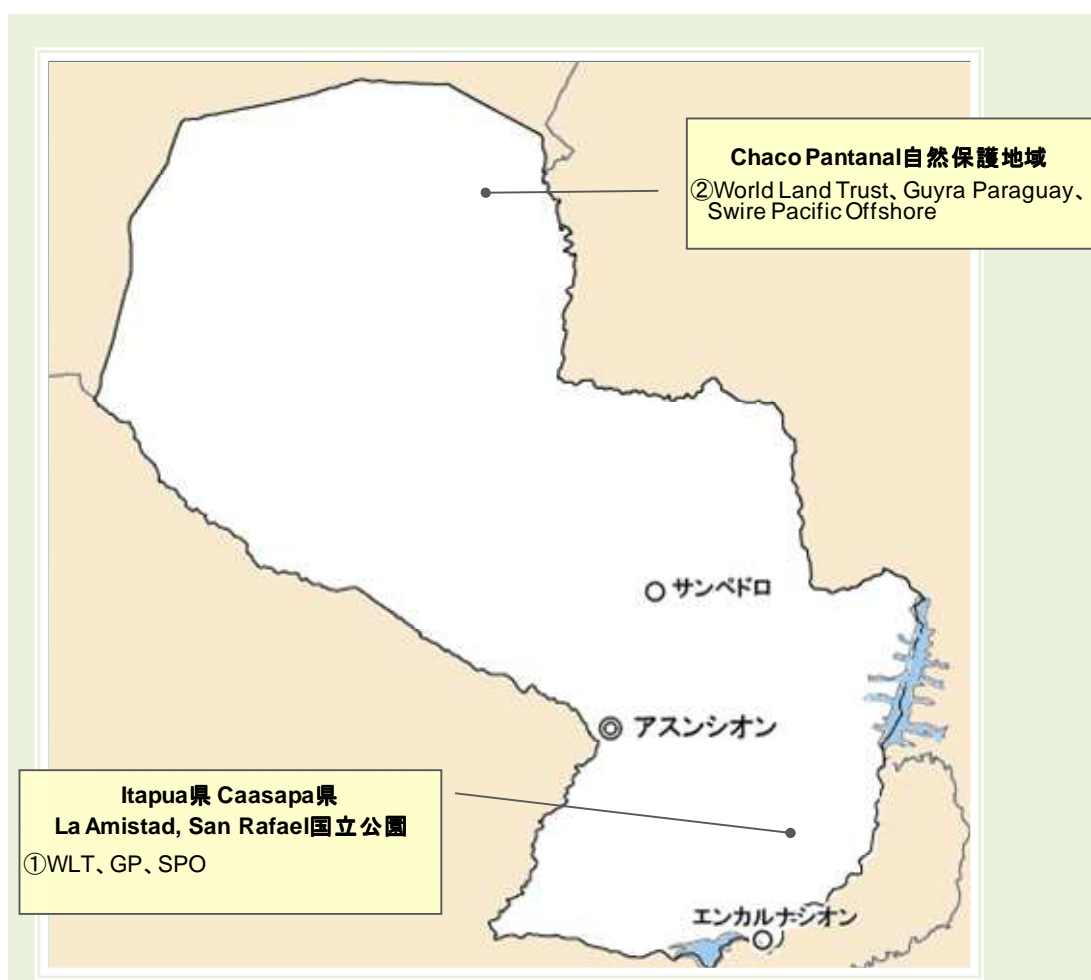 Chaco Pantanal自然保護地域
②World Land Trust、Guyra Paraguay、
Swire Pacific Offshore
サンペドロ
アスンシオン
Itapua県 Caasapa県
La Amistad, San Rafael国立公園
①WLT、GP、SPO
エンカルナシオン